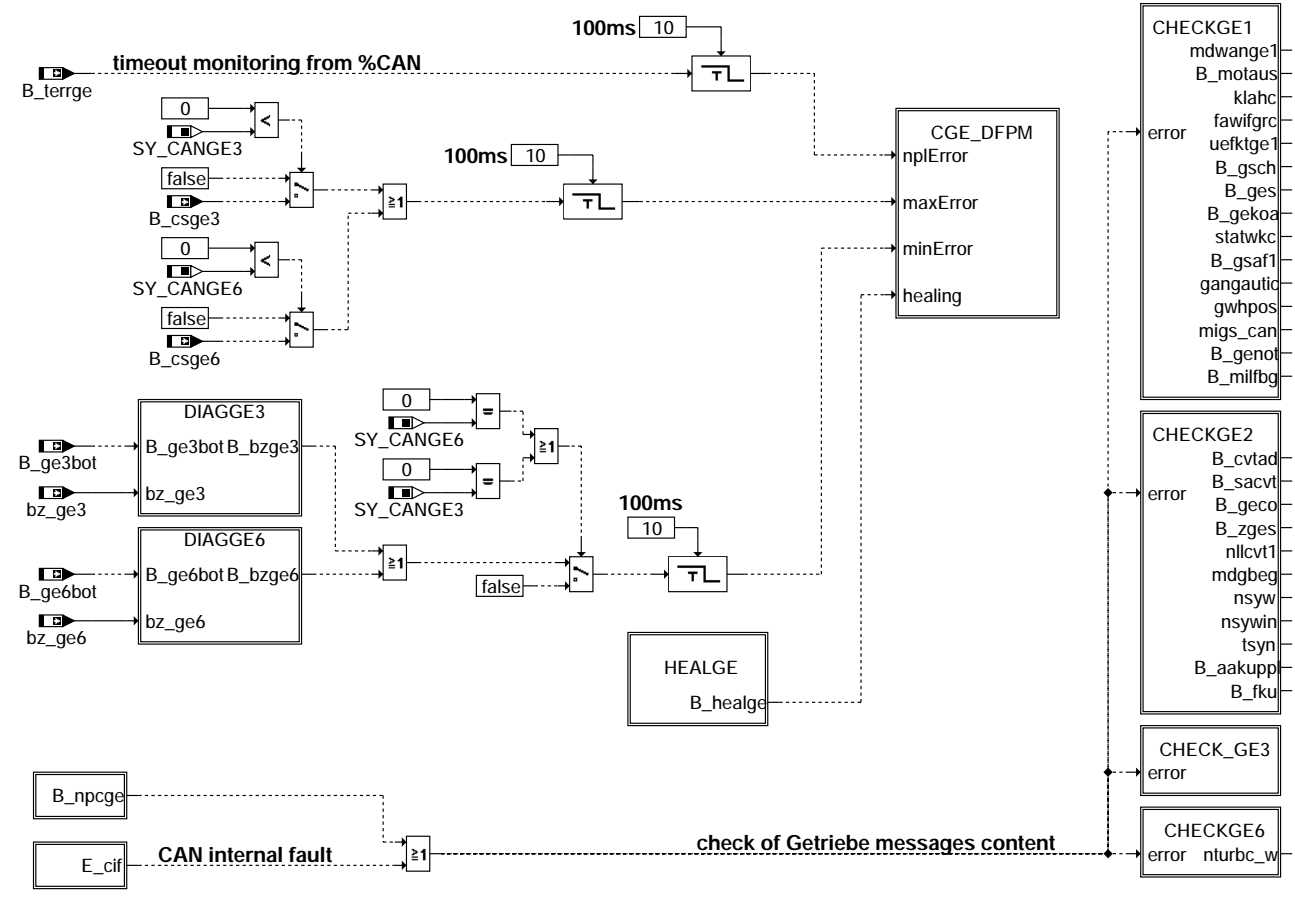 100ms
10
timeout monitoring from %CAN
B_terrge
0
<
SY_CANGE3
false
B_csge3
≥1
100ms
10
0
<
SY_CANGE6
false
B_csge6
T
T
CGE_DFPM
nplError
maxError
minError
healing
DIAGGE3
B_ge3bot
B_ge3bot B_bzge3
bz_ge3
bz_ge3
DIAGGE6
B_ge6bot
B_ge6bot B_bzge6
bz_ge6
bz_ge6
0
=
SY_CANGE6
0
=
SY_CANGE3
≥1
≥1
false
100ms
10
T
HEALGE
B_healge
B_npcge
E_cif
CAN internal fault
≥1
check of Getriebe messages content
CHECKGE1
error
mdwange1
B_motaus
klahc
fawifgrc
uefktge1
B_gsch
B_ges
B_gekoa
statwkc
B_gsaf1
gangautic
gwhpos
migs_can
B_genot
B_milfbg
CHECKGE2
error
B_cvtad
B_sacvt
B_geco
B_zges
nllcvt1
mdgbeg
nsyw
nsywin
tsyn
B_aakuppl
B_fku
CHECK_GE3
error
CHECKGE6
error nturbc_w